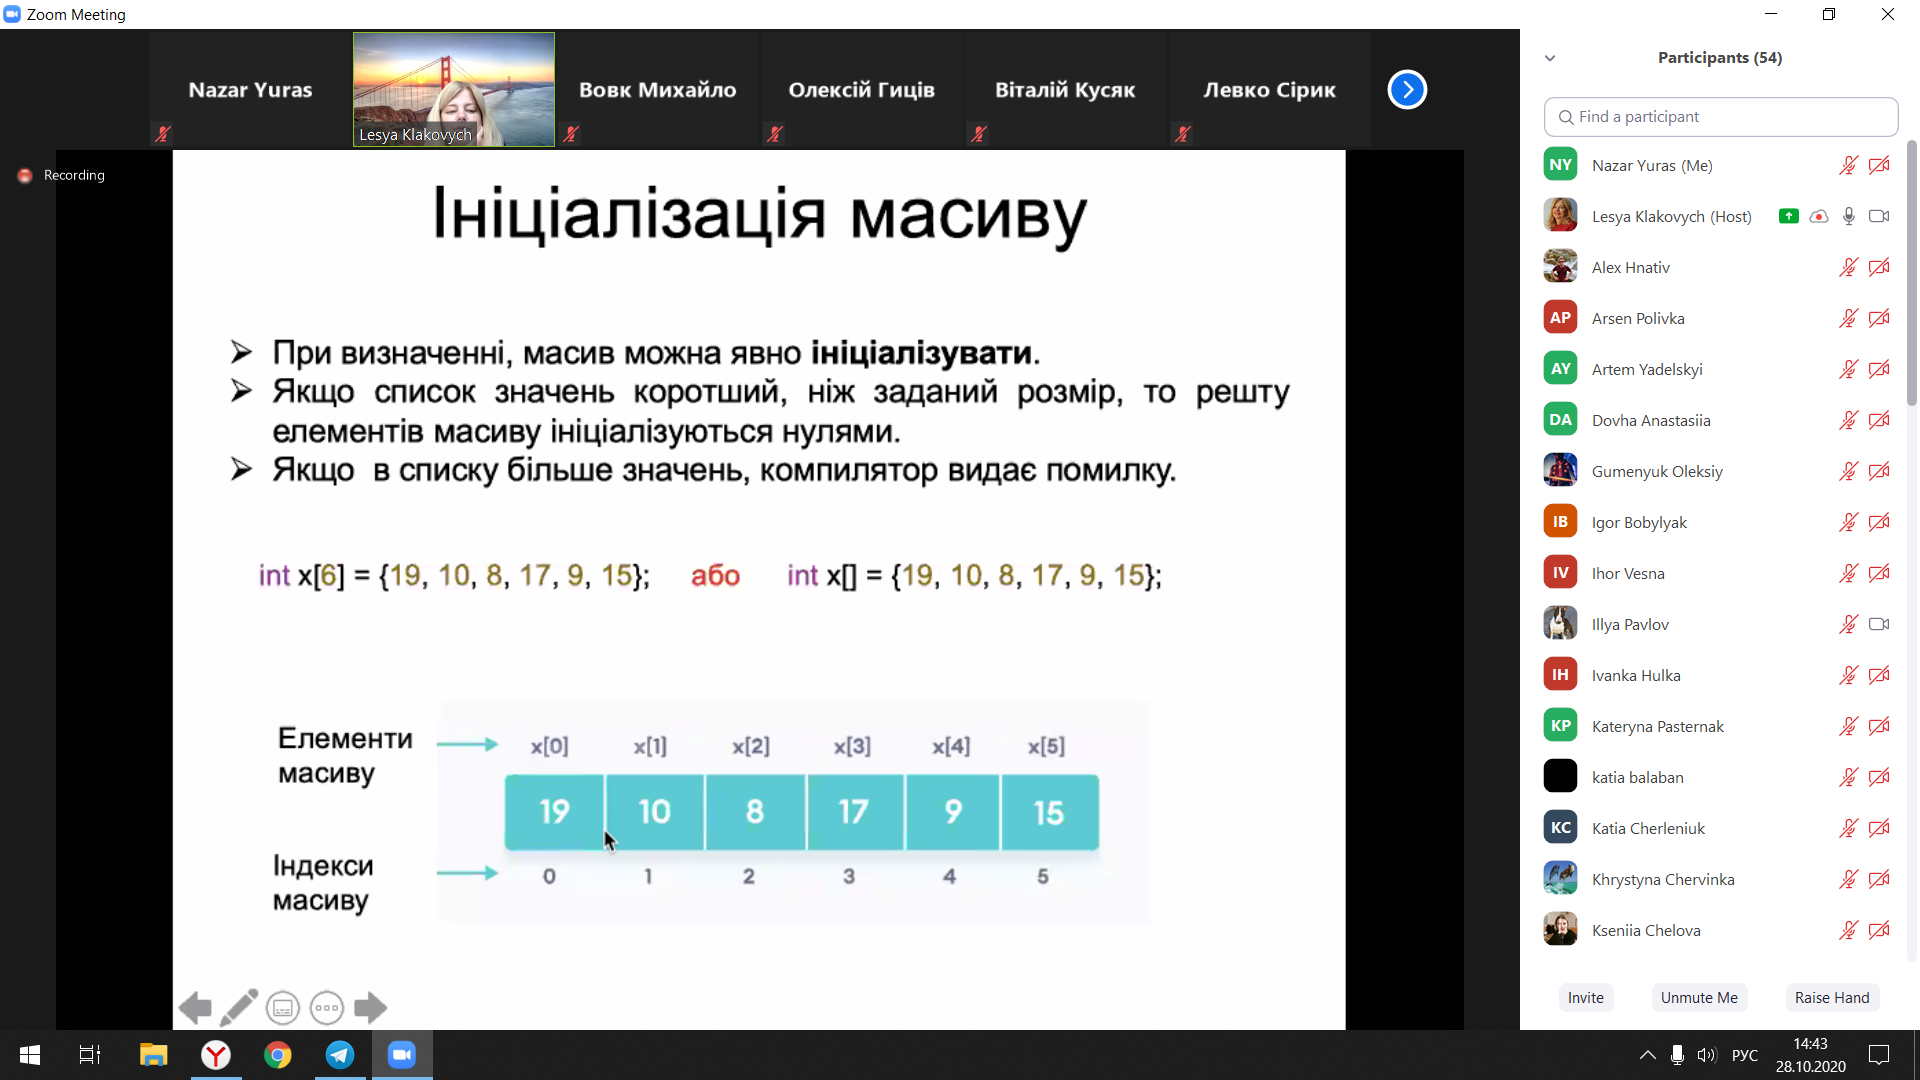 Zoom Meeting
Nazar Yuras
Lesya Klakovych
Вовк Михайло
Олексій Гиців
Віталій Кусяк
Левко Сірик
Recording
Ініціалізація масиву
При визначенні, масив можна явно ініціалізувати.
Якщо список значень коротший, ніж заданий розмір, то решту
елементів масиву ініціалізуються нулями.
Якщо в списку більше значень, компилятор видає помилку.
int x[6] = {19, 10, 8, 17, 9, 15}; або int x[] = {19, 10, 8, 17, 9, 15};
Елементи
масиву
x[0] x[1] x[2] x[3] x[4] x[5]
19 10 8 17 9 15
Індекси
масиву
0 1 2 3 4 5
Participants (54)
Find a participant
NY Nazar Yuras (Me)
Lesya Klakovych (Host)
Alex Hnativ
AP Arsen Polivka
AY Artem Yadelskyi
DA Dovha Anastasiia
Gumenyuk Oleksiy
IB Igor Bobylyak
IV Ihor Vesna
Illya Pavlov
IH Ivanka Hulka
KP Kateryna Pasternak
katia balaban
KC Katia Cherleniuk
Khrystyna Chervinka
Kseniia Chelova
Invite
Unmute Me
Raise Hand
РУС
14:43
28.10.2020